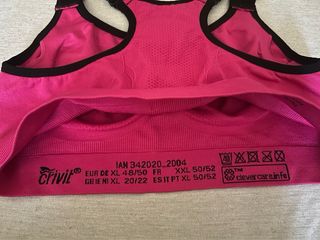 IAN 342020_2004
crivit®
EUR DE XL 48/50 FR XXL 50/52
GB IE NI XL 20/22 ES IT PT XL 50/52
TM clevercare.info